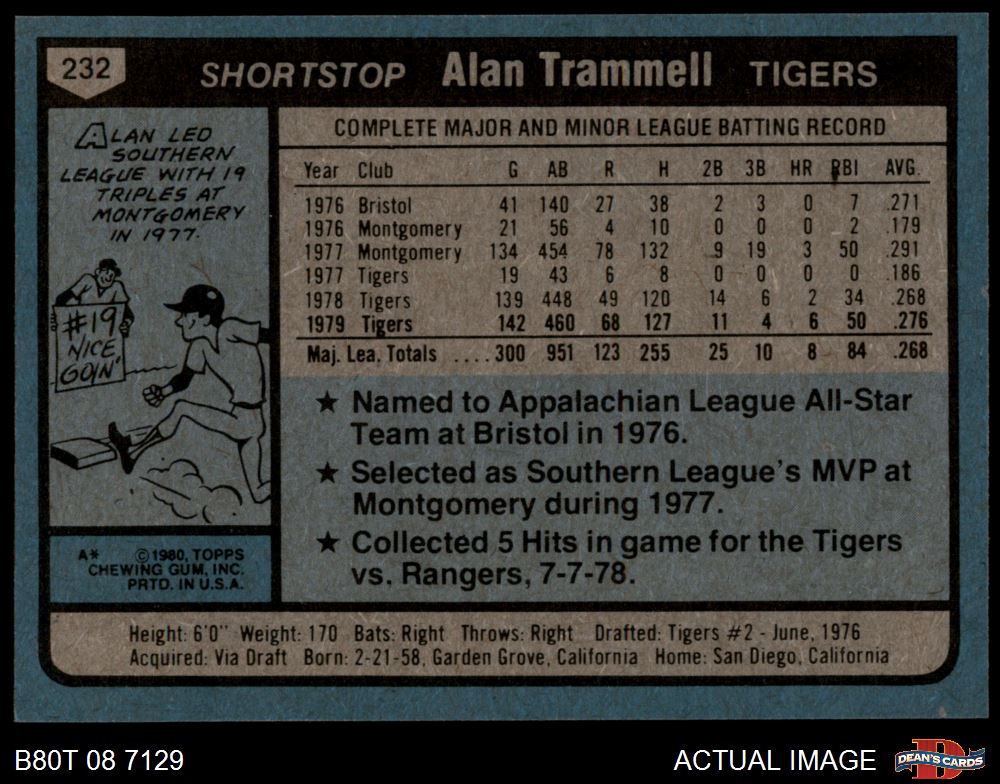 232
SHORTSTOP Alan Trammell TIGERS
ALAN LED
SOUTHERN
LEAGUE WITH 19
TRIPLES AT
MONTGOMERY
IN 1977.
#19
NICE
GOIN'
A* ©1980, TOPPS
CHEWING GUM, INC.
PRTD. IN U.S.A.
COMPLETE MAJOR AND MINOR LEAGUE BATTING RECORD
Year Club G AB R H 2B 3B HR RBI AVG.
1976 Bristol 41 140 27 38 2 3 0 7 .271
1976 Montgomery 21 56 4 10 0 0 0 2 .179
1977 Montgomery 134 454 78 132 9 19 3 50 .291
1977 Tigers 19 43 6 8 0 0 0 0 .186
1978 Tigers 139 448 49 120 14 6 2 34 .268
1979 Tigers 142 460 68 127 11 4 6 50 .276
Maj. Lea. Totals ....300 951 123 255 25 10 8 84 .268
★ Named to Appalachian League All-Star
Team at Bristol in 1976.
★ Selected as Southern League's MVP at
Montgomery during 1977.
★ Collected 5 Hits in game for the Tigers
vs. Rangers, 7-7-78.
Height: 6'0" Weight: 170 Bats: Right Throws: Right Drafted: Tigers #2 - June, 1976
Acquired: Via Draft Born: 2-21-58, Garden Grove, California Home: San Diego, California
B80T 08 7129
ACTUAL IMAGE
D
DEAN'S CARDS